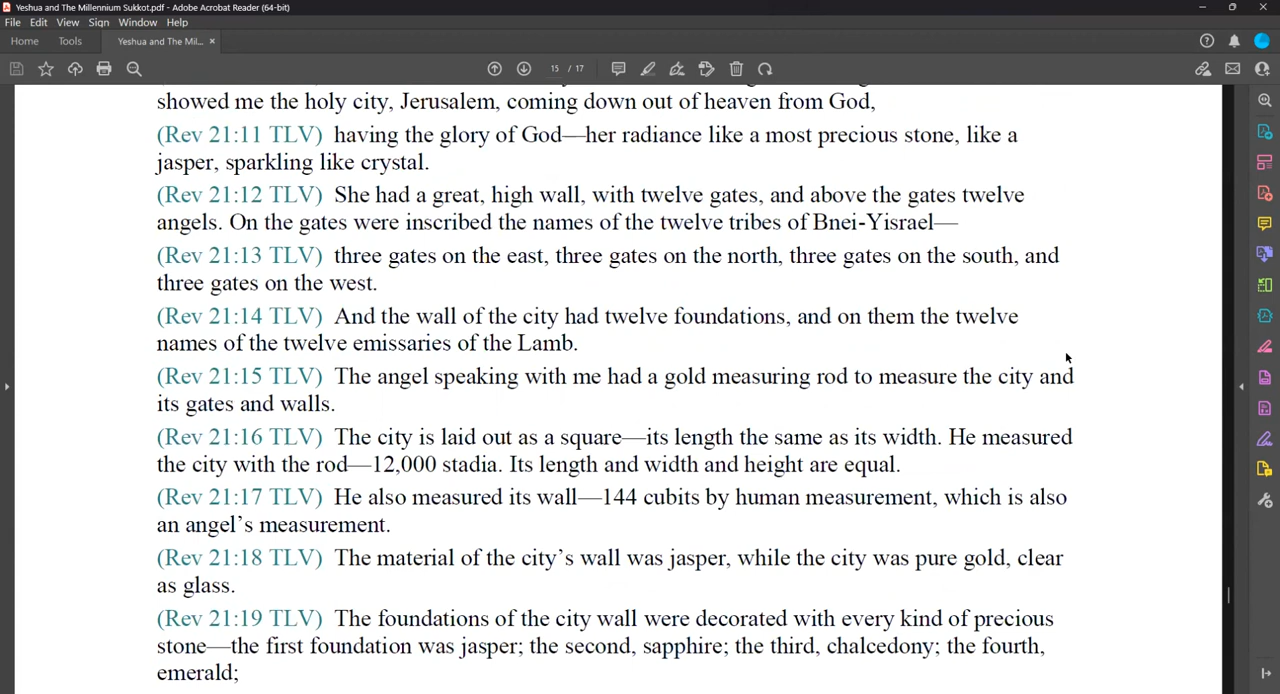 Yeshua and The Millennium Sukkot.pdf - Adobe Acrobat Reader (64-bit)
File Edit View Sign Window Help
Home Tools Yeshua and The Mil... ×
15 / 17
showed me the holy city, Jerusalem, coming down out of heaven from God,
(Rev 21:11 TLV) having the glory of God—her radiance like a most precious stone, like a
jasper, sparkling like crystal.
(Rev 21:12 TLV) She had a great, high wall, with twelve gates, and above the gates twelve
angels. On the gates were inscribed the names of the twelve tribes of Bnei-Yisrael—
(Rev 21:13 TLV) three gates on the east, three gates on the north, three gates on the south, and
three gates on the west.
(Rev 21:14 TLV) And the wall of the city had twelve foundations, and on them the twelve
names of the twelve emissaries of the Lamb.
(Rev 21:15 TLV) The angel speaking with me had a gold measuring rod to measure the city and
its gates and walls.
(Rev 21:16 TLV) The city is laid out as a square—its length the same as its width. He measured
the city with the rod—12,000 stadia. Its length and width and height are equal.
(Rev 21:17 TLV) He also measured its wall—144 cubits by human measurement, which is also
an angel’s measurement.
(Rev 21:18 TLV) The material of the city’s wall was jasper, while the city was pure gold, clear
as glass.
(Rev 21:19 TLV) The foundations of the city wall were decorated with every kind of precious
stone—the first foundation was jasper; the second, sapphire; the third, chalcedony; the fourth,
emerald;